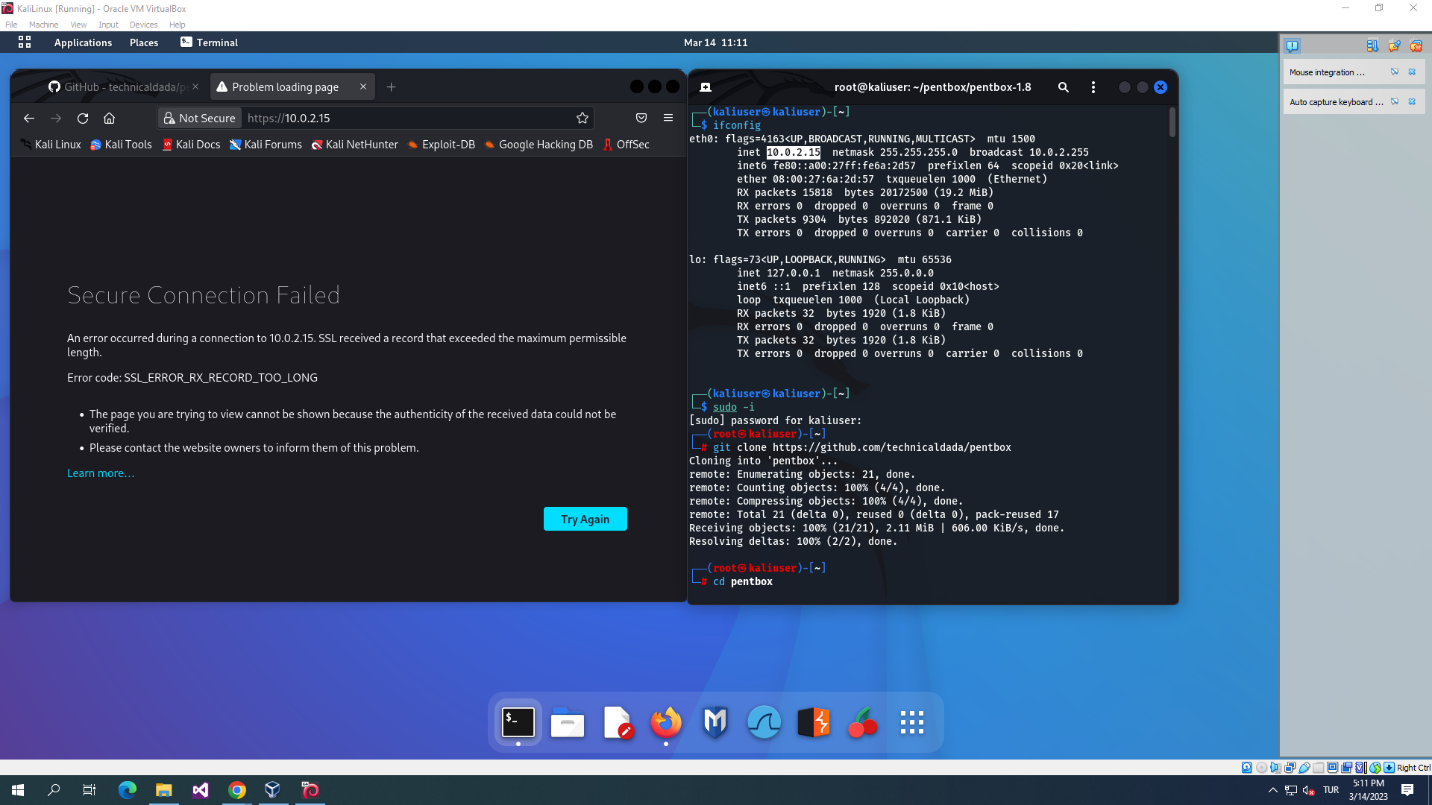 KaliLinux [Running] - Oracle VM VirtualBox
File Machine View Input Devices Help
Applications Places Terminal
Mar 14 11:11
GitHub - technicaldada/pe
Problem loading page
Not Secure https://10.0.2.15
Kali Linux Kali Tools Kali Docs Kali Forums Kali NetHunter Exploit-DB Google Hacking DB OffSec
Secure Connection Failed
An error occurred during a connection to 10.0.2.15. SSL received a record that exceeded the maximum permissible
length.
Error code: SSL_ERROR_RX_RECORD_TOO_LONG
• The page you are trying to view cannot be shown because the authenticity of the received data could not be
verified.
• Please contact the website owners to inform them of this problem.
Learn more…
Try Again
root@kaliuser: ~/pentbox/pentbox-1.8
(kaliuser㉿kaliuser)-[~]
$ ifconfig
eth0: flags=4163<UP,BROADCAST,RUNNING,MULTICAST> mtu 1500
inet 10.0.2.15 netmask 255.255.255.0 broadcast 10.0.2.255
inet6 fe80::a00:27ff:fe6a:2d57 prefixlen 64 scopeid 0x20<link>
ether 08:00:27:6a:2d:57 txqueuelen 1000 (Ethernet)
RX packets 15818 bytes 20172500 (19.2 MiB)
RX errors 0 dropped 0 overruns 0 frame 0
TX packets 9304 bytes 892020 (871.1 KiB)
TX errors 0 dropped 0 overruns 0 carrier 0 collisions 0
lo: flags=73<UP,LOOPBACK,RUNNING> mtu 65536
inet 127.0.0.1 netmask 255.0.0.0
inet6 ::1 prefixlen 128 scopeid 0x10<host>
loop txqueuelen 1000 (Local Loopback)
RX packets 32 bytes 1920 (1.8 KiB)
RX errors 0 dropped 0 overruns 0 frame 0
TX packets 32 bytes 1920 (1.8 KiB)
TX errors 0 dropped 0 overruns 0 carrier 0 collisions 0
(kaliuser㉿kaliuser)-[~]
$ sudo -i
[sudo] password for kaliuser:
(root㉿kaliuser)-[~]
# git clone https://github.com/technicaldada/pentbox
Cloning into 'pentbox'...
remote: Enumerating objects: 21, done.
remote: Counting objects: 100% (4/4), done.
remote: Compressing objects: 100% (4/4), done.
remote: Total 21 (delta 0), reused 0 (delta 0), pack-reused 17
Receiving objects: 100% (21/21), 2.11 MiB | 606.00 KiB/s, done.
Resolving deltas: 100% (2/2), done.
(root㉿kaliuser)-[~]
# cd pentbox
Mouse integration ...
Auto capture keyboard ...
Right Ctrl
TUR
5:11 PM
3/14/2023